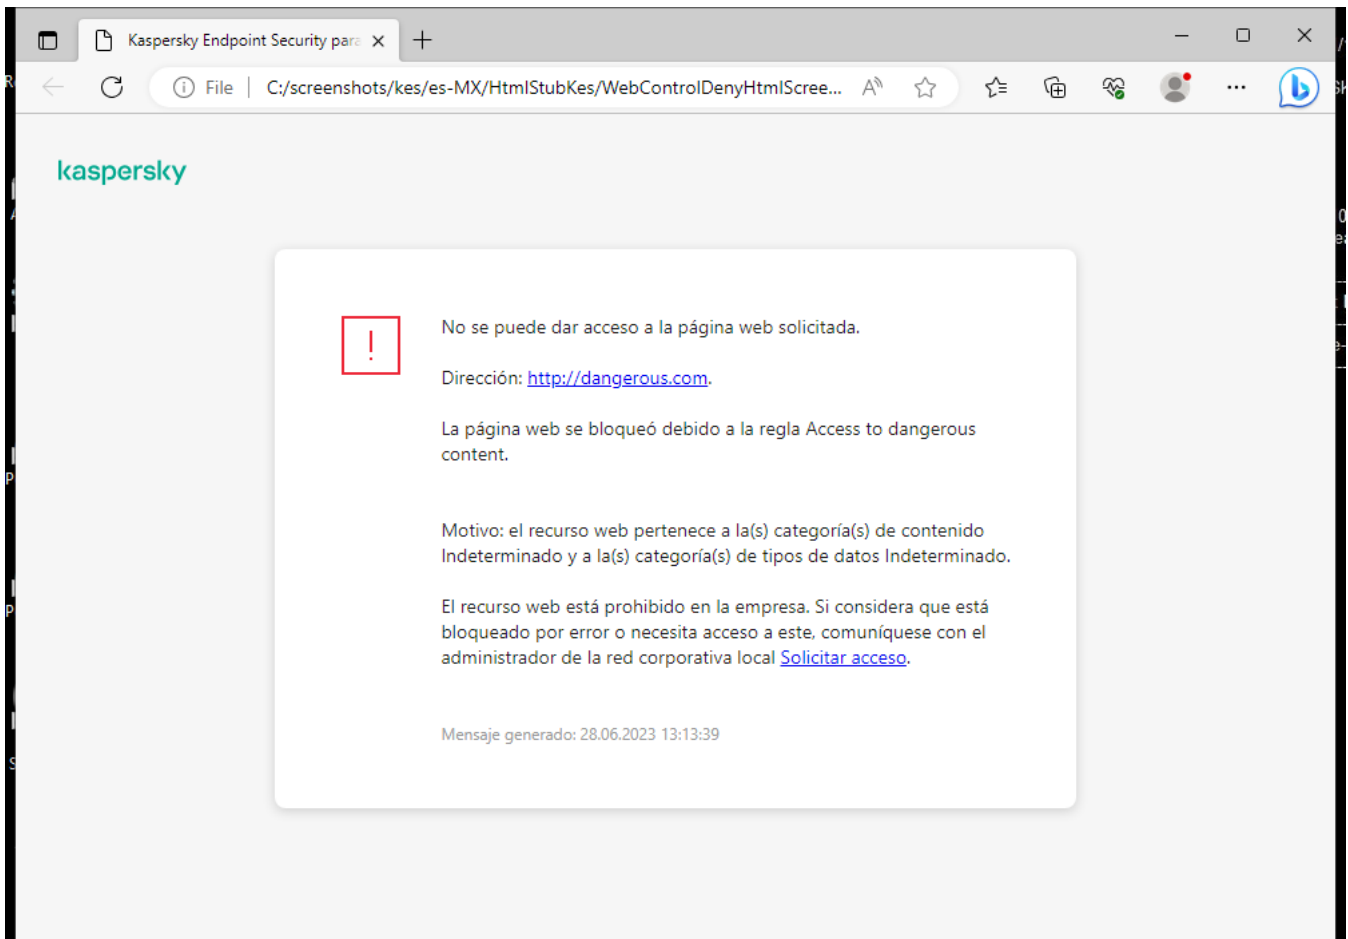 Kaspersky Endpoint Security para
File | C:/screenshots/kes/es-MX/HtmlStubKes/WebControlDenyHtmlScree...
kaspersky
No se puede dar acceso a la página web solicitada.
Dirección: http://dangerous.com.
La página web se bloqueó debido a la regla Access to dangerous
content.
Motivo: el recurso web pertenece a la(s) categoría(s) de contenido
Indeterminado y a la(s) categoría(s) de tipos de datos Indeterminado.
El recurso web está prohibido en la empresa. Si considera que está
bloqueado por error o necesita acceso a este, comuníquese con el
administrador de la red corporativa local Solicitar acceso.
Mensaje generado: 28.06.2023 13:13:39